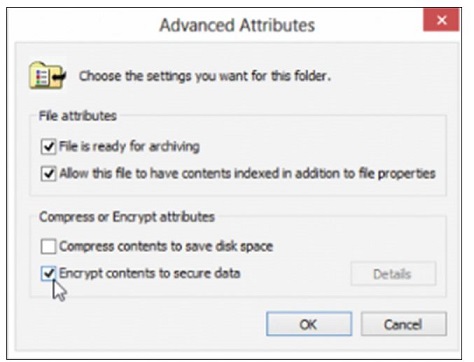 Advanced Attributes
Choose the settings you want for this folder.
File attributes
File is ready for archiving
Allow this file to have contents indexed in addition to file properties
Compress or Encrypt attributes
Compress contents to save disk space
Encrypt contents to secure data
Details
OK
Cancel